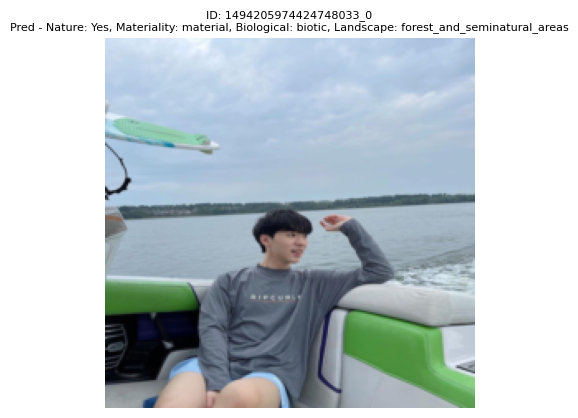 ID: 1494205974424748033_0
Pred - Nature: Yes, Materiality: material, Biological: biotic, Landscape: forest_and_seminatural_areas
RIPCURL